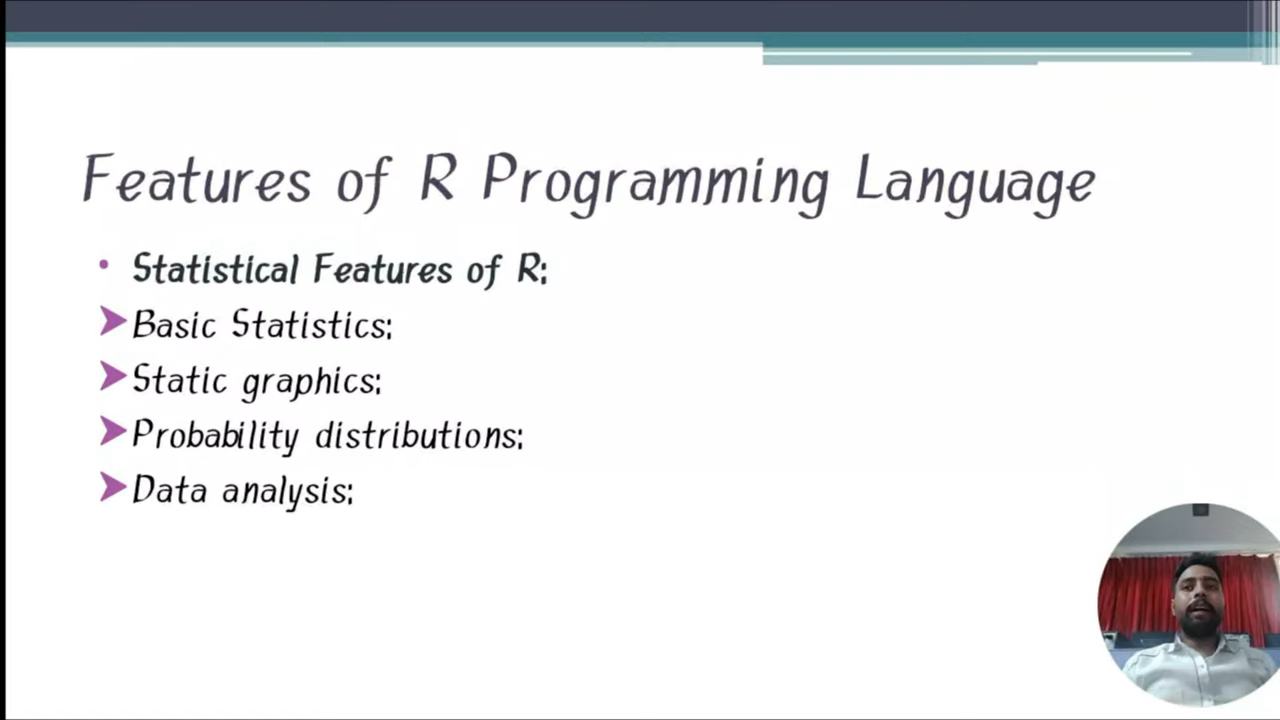 Features of R Programming Language
• Statistical Features of R:
➤Basic Statistics:
➤Static graphics:
➤Probability distributions:
➤Data analysis: